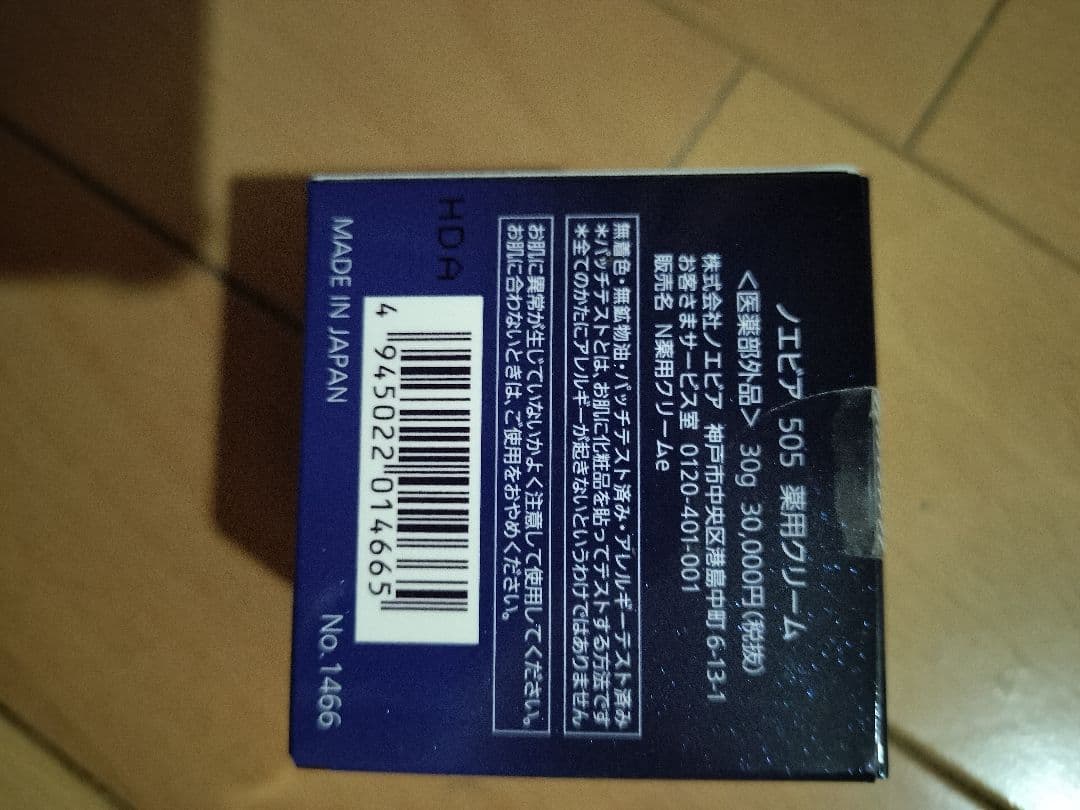 ノエビア 505 薬用クリーム
<医薬部外品> 30g 30,000円(税抜)
株式会社ノエビア 神戸市中央区港島中町 6-13-1
お客さまサービス室 0120-401-001
販売名 N薬用クリームe
無着色・無鉱物油・パッチテスト済み・アレルギーテスト済み
*パッチテストとは、お肌に化粧品を貼ってテストする方法です
*全てのかたにアレルギーが起きないというわけではありません
お肌に異常が生じていないかよく注意して使用してください。
お肌に合わないときは、ご使用をおやめください。
HDA
4 945022 014665
MADE IN JAPAN
No.1466